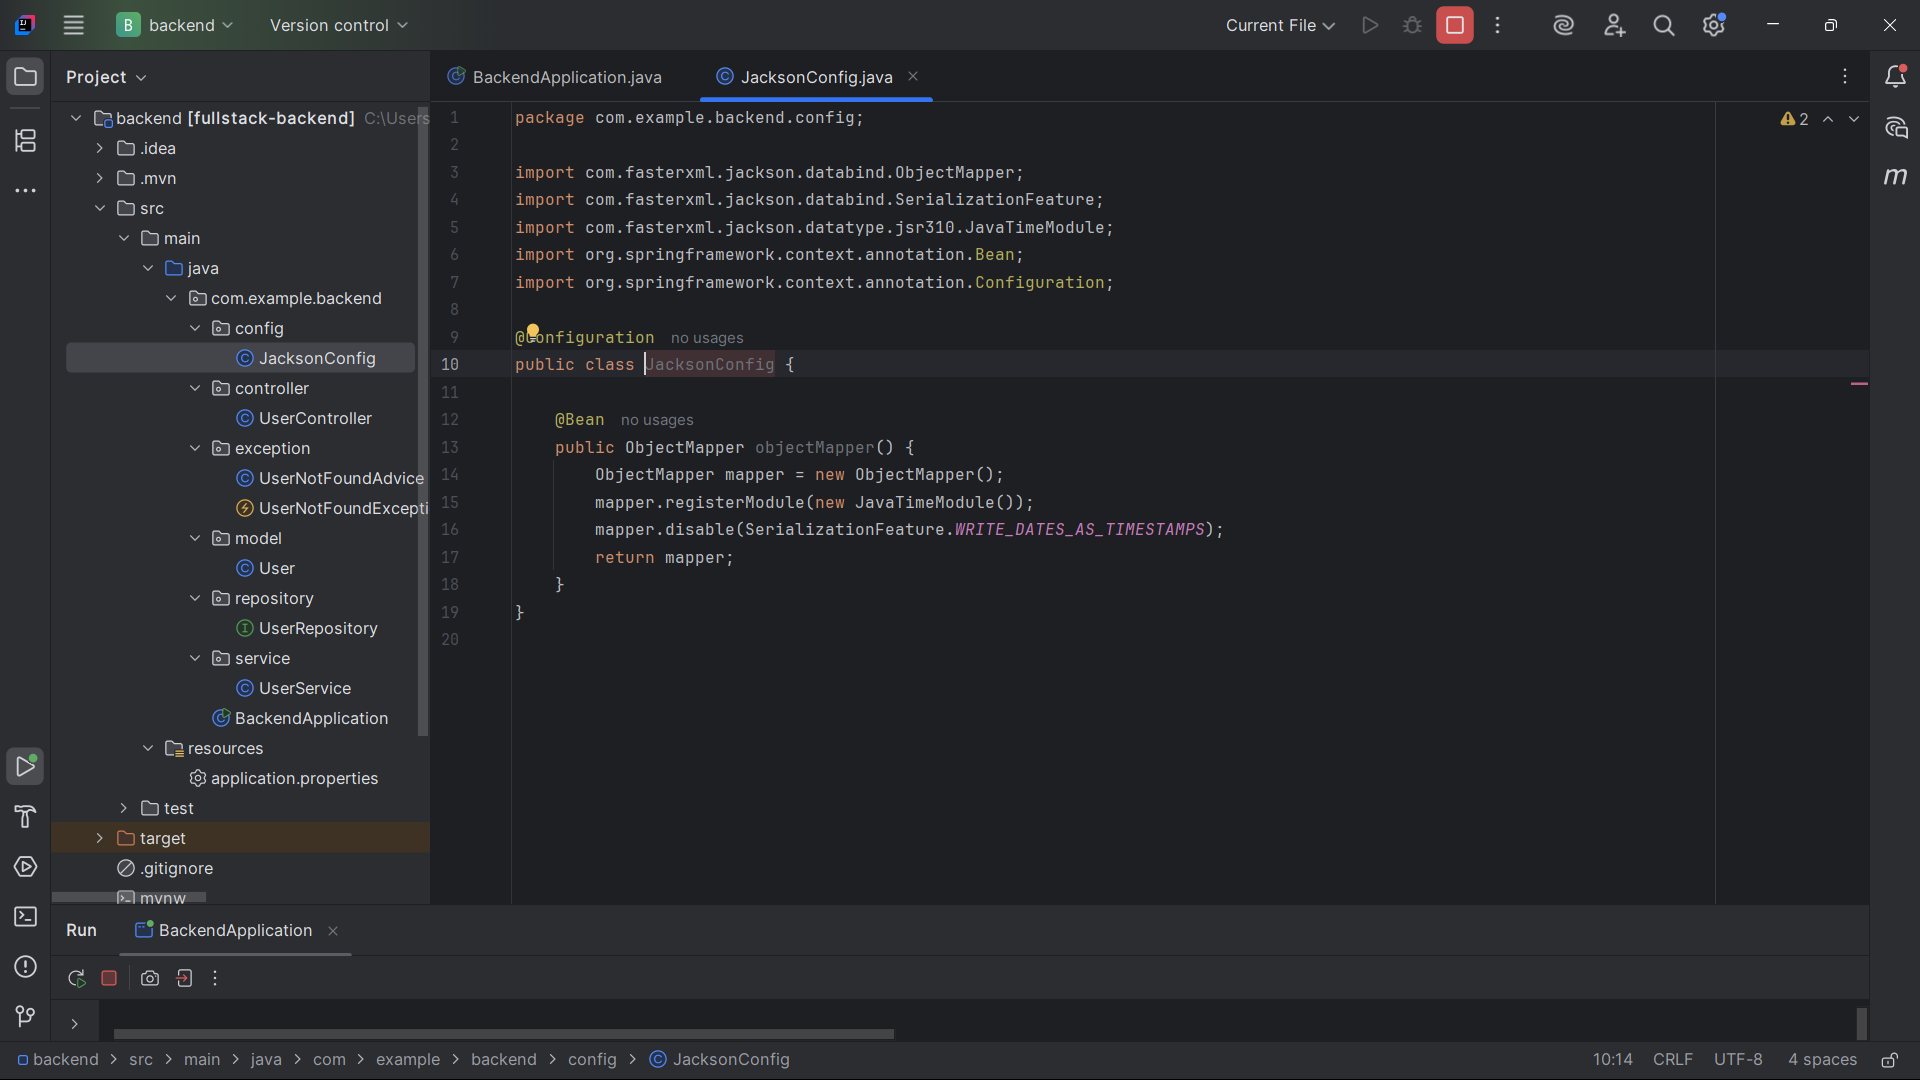 B backend Version control Current File
Project
BackendApplication.java JacksonConfig.java
backend [fullstack-backend] C:\Users
.idea
.mvn
src
main
java
com.example.backend
config
JacksonConfig
controller
UserController
exception
UserNotFoundAdvice
UserNotFoundExcepti
model
User
repository
UserRepository
service
UserService
BackendApplication
resources
application.properties
test
target
.gitignore
mvnw
1 package com.example.backend.config;
2
3 import com.fasterxml.jackson.databind.ObjectMapper;
4 import com.fasterxml.jackson.databind.SerializationFeature;
5 import com.fasterxml.jackson.datatype.jsr310.JavaTimeModule;
6 import org.springframework.context.annotation.Bean;
7 import org.springframework.context.annotation.Configuration;
8
9 @Configuration no usages
10 public class JacksonConfig {
11
12 @Bean no usages
13 public ObjectMapper objectMapper() {
14 ObjectMapper mapper = new ObjectMapper();
15 mapper.registerModule(new JavaTimeModule());
16 mapper.disable(SerializationFeature.WRITE_DATES_AS_TIMESTAMPS);
17 return mapper;
18 }
19 }
20
2
m
Run BackendApplication
backend > src > main > java > com > example > backend > config > JacksonConfig 10:14 CRLF UTF-8 4 spaces